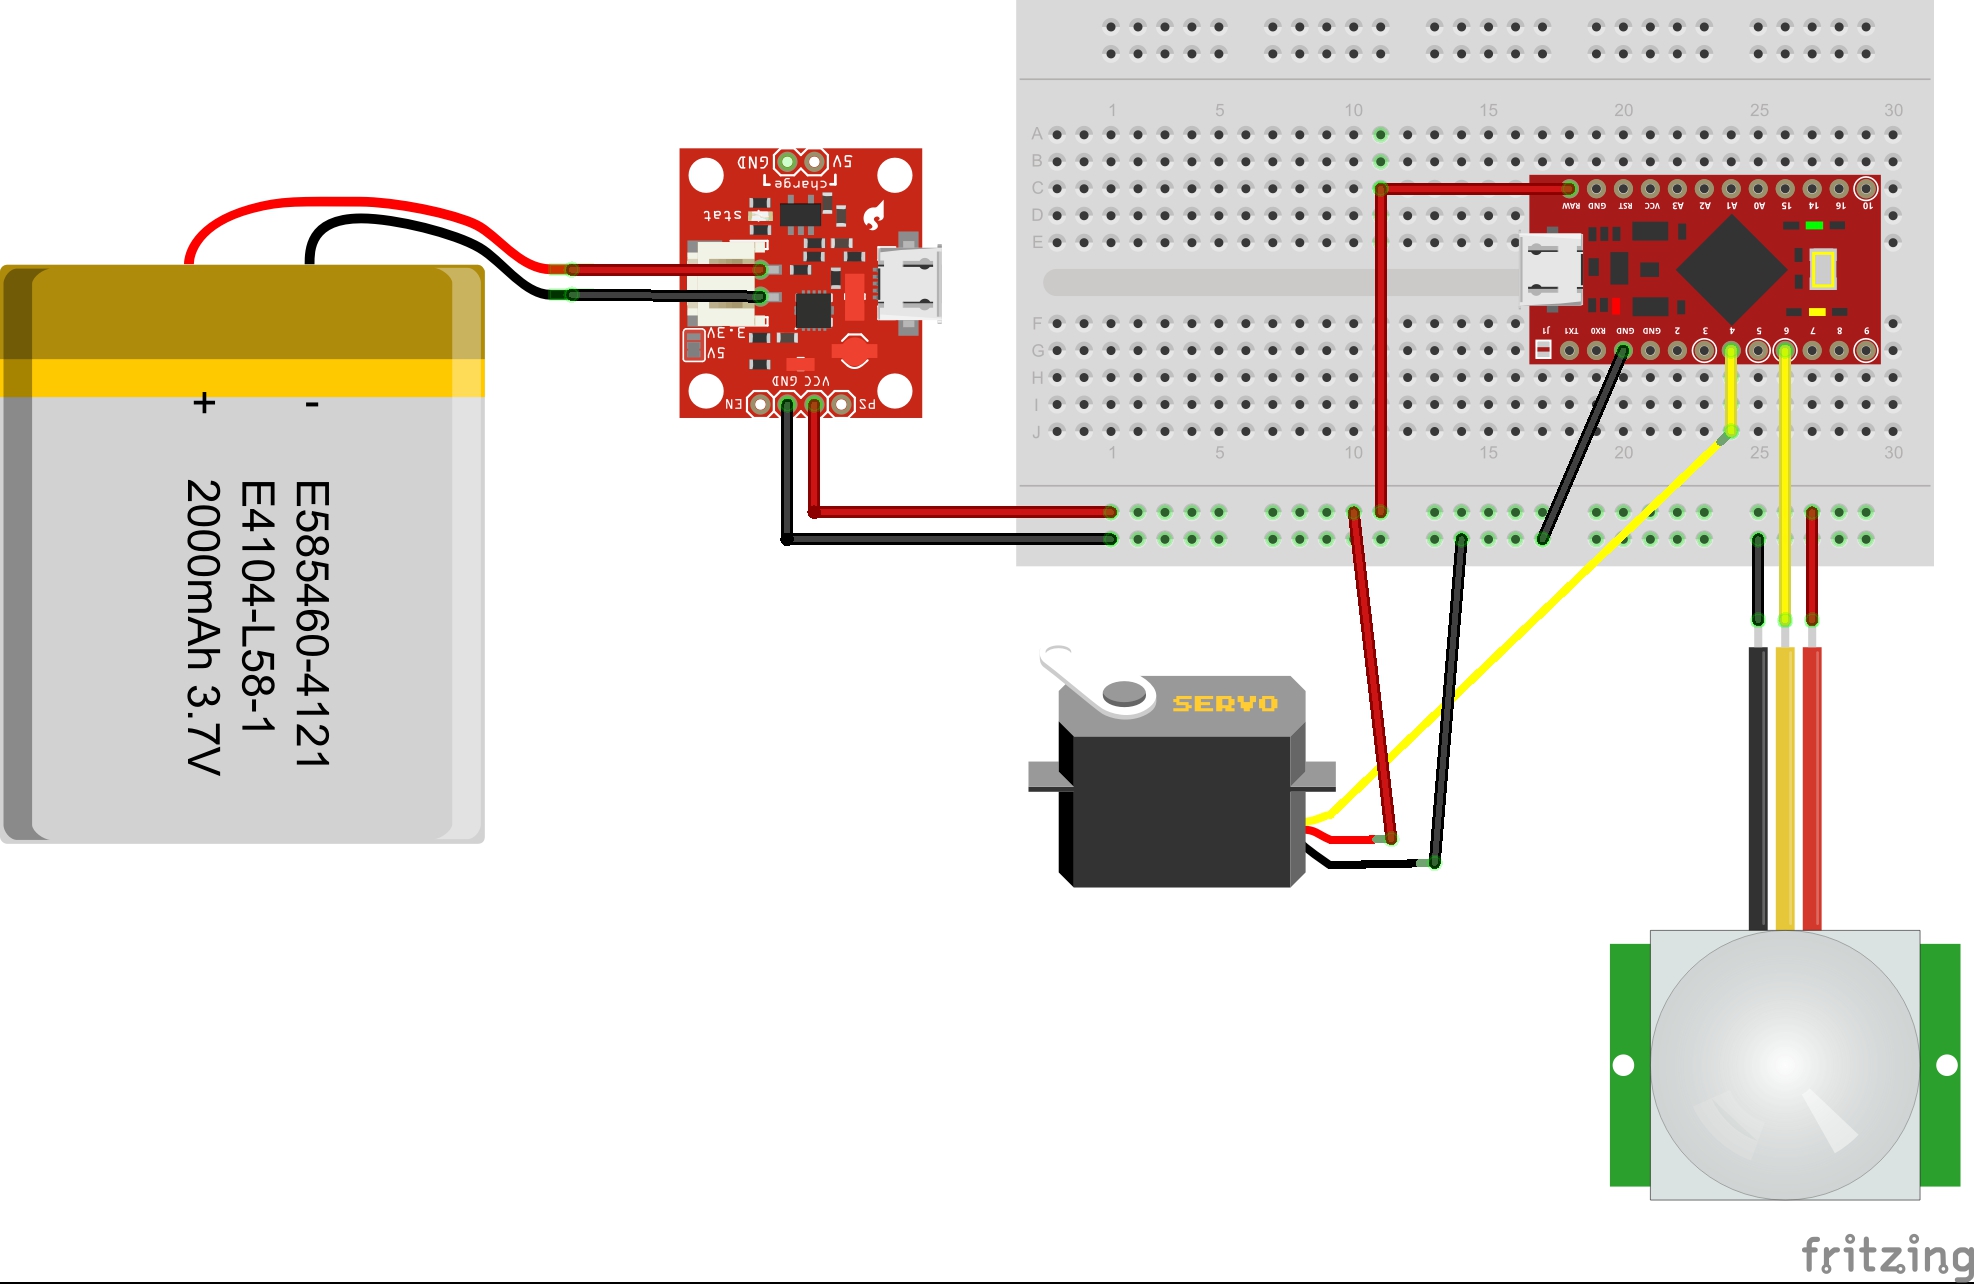 + -
E585460-4121
E4104-L58-1
2000mAh 3.7V
GND 5V
charge
stat
3.3V
5V
GND VCC
EN PS
1 5 10 15 20 25 30
A
B
C
D
E
F
G
H
I
J
1 5 10 15 20 25 30
RAW GND RST VCC A3 A2 A1 A0 15 14 16 10
J1 TX1 RX0 GND GND 2 3 4 5 6 7 8 9
SERVO
fritzing